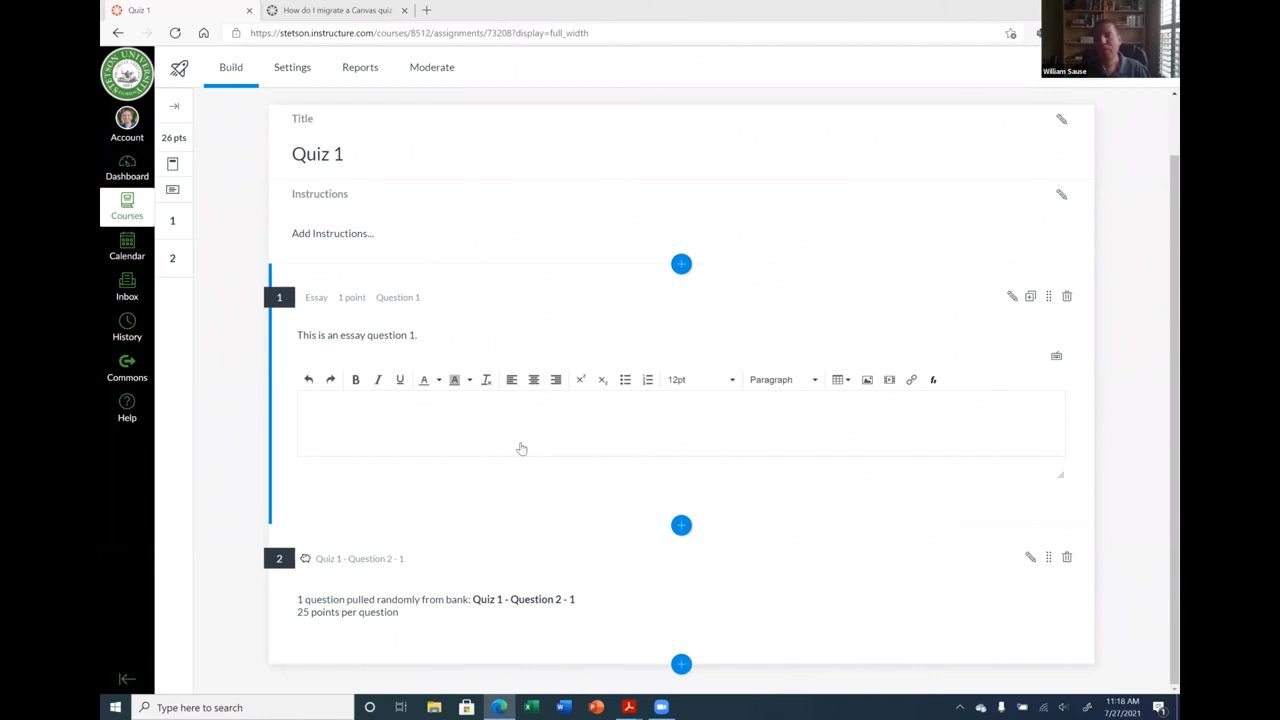 Quiz 1
How do I migrate a Canvas quiz
https://stetson.instructure.com/courses/8512/assignments/73208?display=full_width
William Sause
Build Settings Reports Moderate
Account
Dashboard
Courses
Calendar
Inbox
History
Commons
Help
26 pts
1
2
Title
Quiz 1
Instructions
Add Instructions...
1 Essay 1 point Question 1
This is an essay question 1.
B I U A A 12pt Paragraph
2 Quiz 1 - Question 2 - 1
1 question pulled randomly from bank: Quiz 1 - Question 2 - 1
25 points per question
Type here to search
11:18 AM
7/27/2021